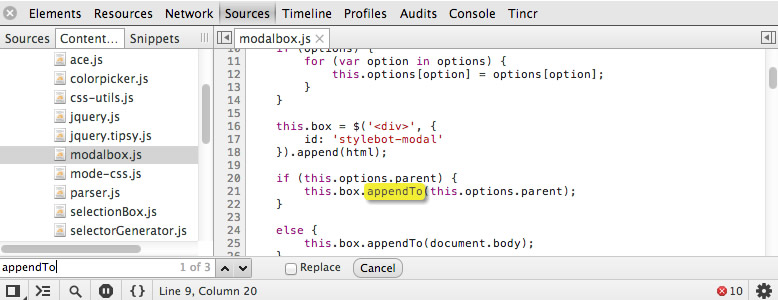 Elements Resources Network Sources Timeline Profiles Audits Console Tincr
Sources Content... Snippets modalbox.js
ace.js
colorpicker.js
css-utils.js
jquery.js
jquery.tipsy.js
modalbox.js
mode-css.js
parser.js
selectionBox.js
selectorGenerator.js
10 if (options) {
11 for (var option in options) {
12 this.options[option] = options[option];
13 }
14 }
15
16 this.box = $('<div>', {
17 id: 'stylebot-modal'
18 }).append(html);
19
20 if (this.options.parent) {
21 this.box.appendTo(this.options.parent);
22 }
23
24 else {
25 this.box.appendTo(document.body);
26 }
appendTo 1 of 3 Replace Cancel
{} Line 9, Column 20 10